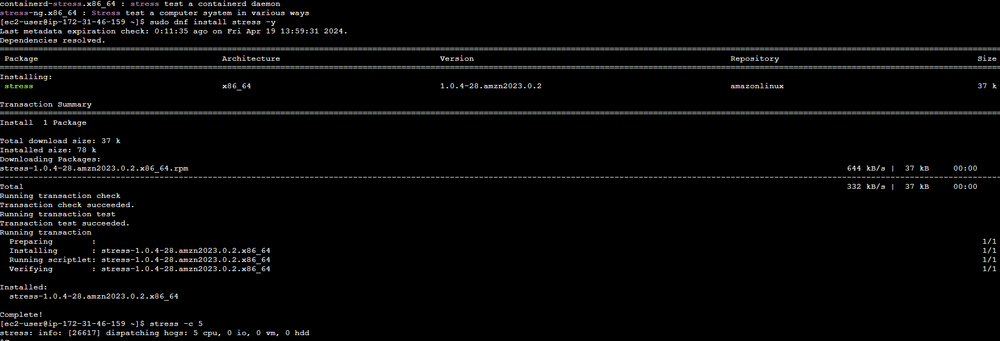 containerd-stress.x86_64 : stress test a containerd daemon
stress-ng.x86_64 : Stress test a computer system in various ways
[ec2-user@ip-172-31-46-159 ~]$ sudo dnf install stress -y
Last metadata expiration check: 0:11:35 ago on Fri Apr 19 13:59:31 2024.
Dependencies resolved.
Package Architecture Version Repository Size
Installing:
stress x86_64 1.0.4-28.amzn2023.0.2 amazonlinux 37 k
Transaction Summary
Install 1 Package
Total download size: 37 k
Installed size: 78 k
Downloading Packages:
stress-1.0.4-28.amzn2023.0.2.x86_64.rpm 644 kB/s | 37 kB 00:00
Total 332 kB/s | 37 kB 00:00
Running transaction check
Transaction check succeeded.
Running transaction test
Transaction test succeeded.
Running transaction
Preparing : 1/1
Installing : stress-1.0.4-28.amzn2023.0.2.x86_64 1/1
Running scriptlet: stress-1.0.4-28.amzn2023.0.2.x86_64 1/1
Verifying : stress-1.0.4-28.amzn2023.0.2.x86_64 1/1
Installed:
stress-1.0.4-28.amzn2023.0.2.x86_64
Complete!
[ec2-user@ip-172-31-46-159 ~]$ stress -c 5
stress: info: [26617] dispatching hogs: 5 cpu, 0 io, 0 vm, 0 hdd